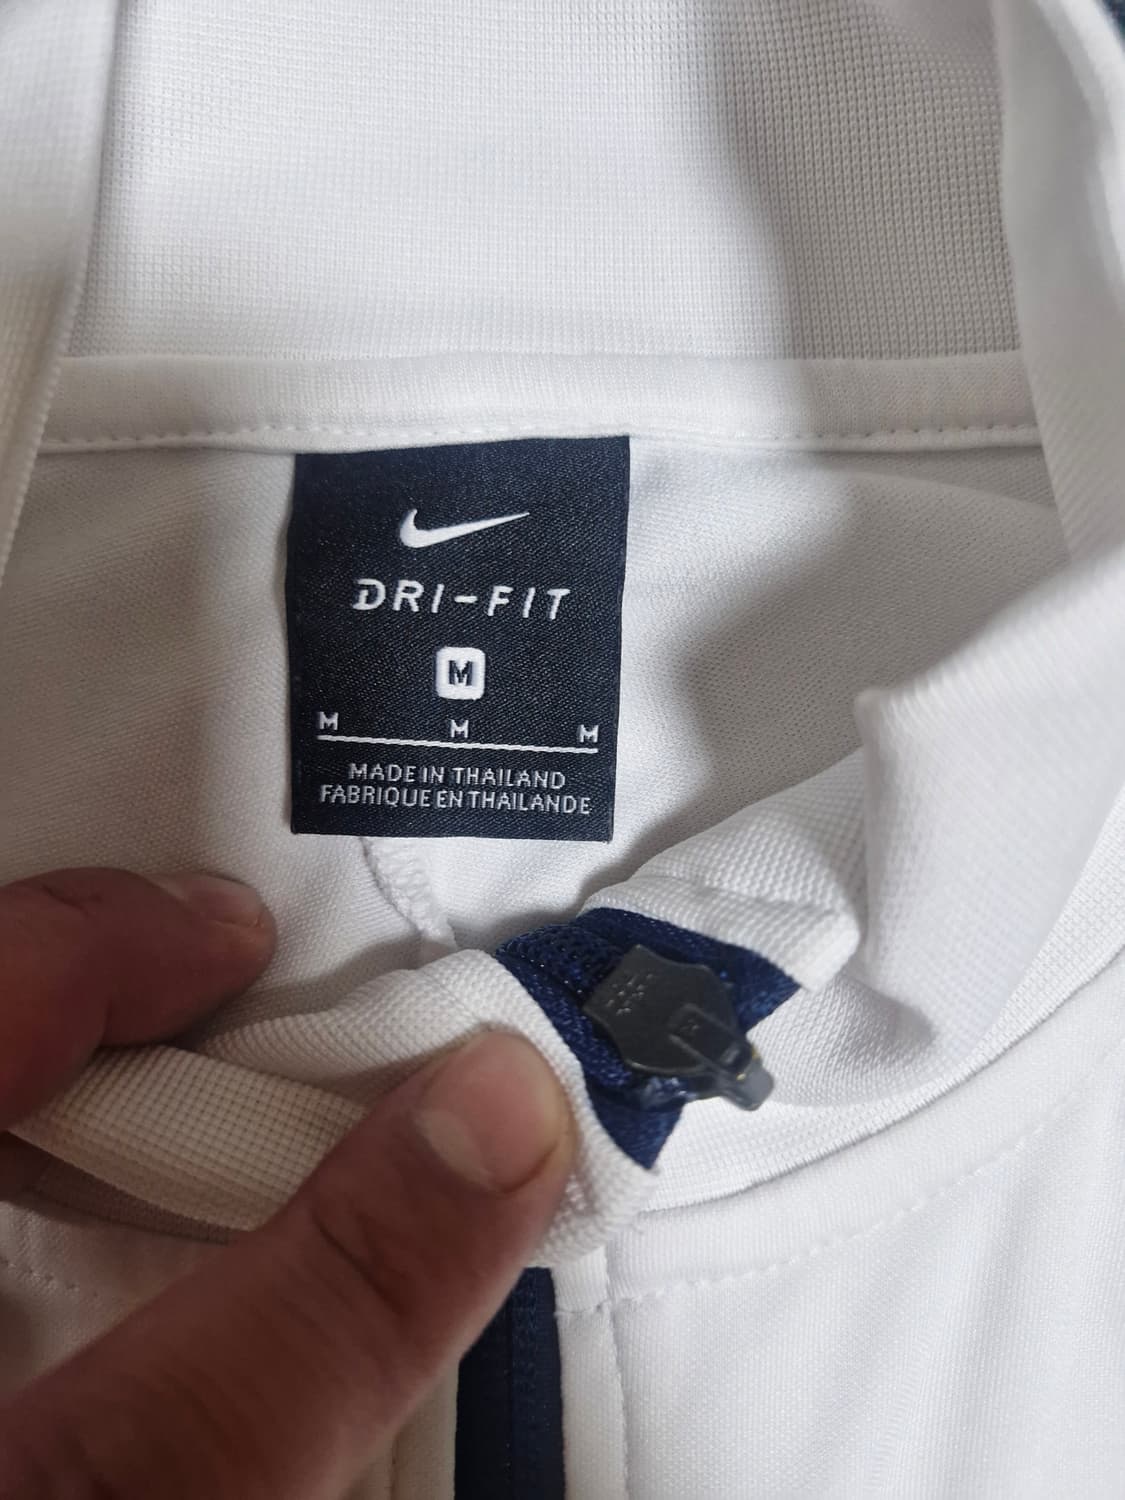 DRI-FIT
M
M M M
MADE IN THAILAND
FABRIQUE EN THAILANDE